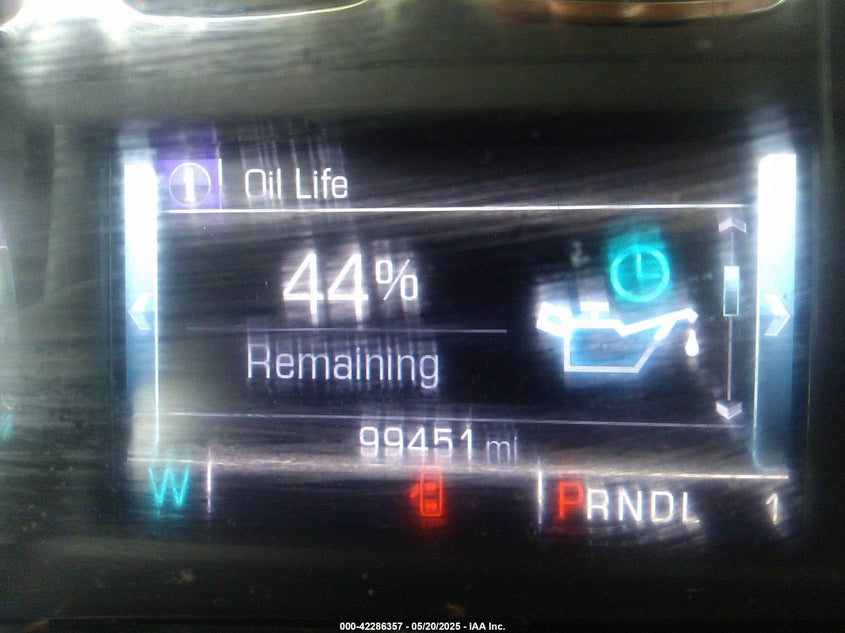 Oil Life
44%
Remaining
99451 mi
W
PRNDL 1
000-42286357 - 05/20/2025 - IAA Inc.